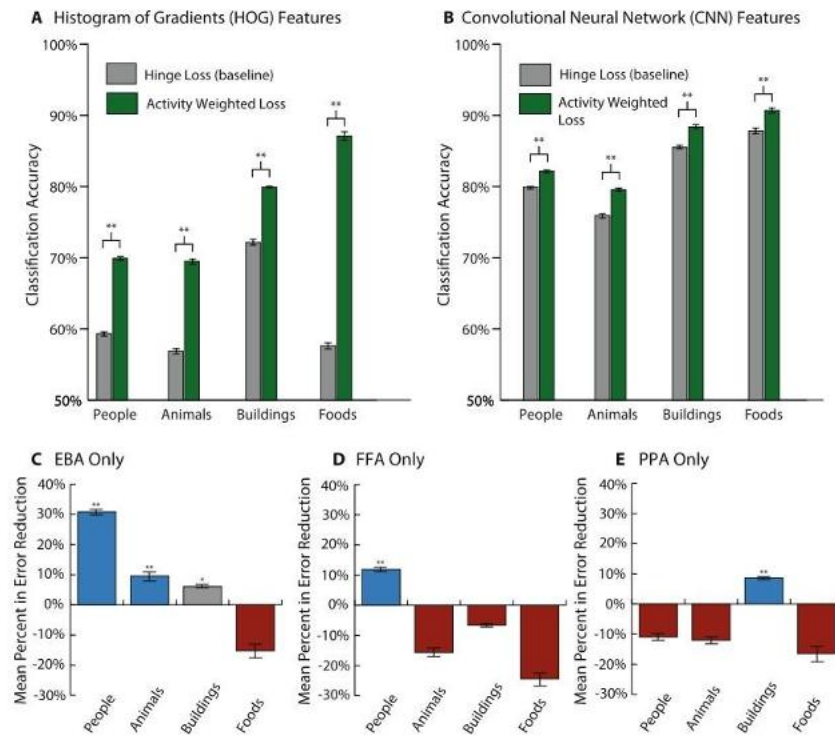 A Histogram of Gradients (HOG) Features
100%
90%
80%
70%
60%
50%
Classification Accuracy
Hinge Loss (baseline)
Activity Weighted Loss
**
**
**
**
People
Animals
Buildings
Foods
B Convolutional Neural Network (CNN) Features
100%
90%
80%
70%
60%
50%
Classification Accuracy
Hinge Loss (baseline)
Activity Weighted
Loss
**
**
**
**
People
Animals
Buildings
Foods
C EBA Only
40%
30%
20%
10%
0%
-10%
-20%
-30%
Mean Percent in Error Reduction
**
**
*
People
Animals
Buildings
Foods
D FFA Only
40%
30%
20%
10%
0%
-10%
-20%
-30%
Mean Percent in Error Reduction
**
People
Animals
Buildings
Foods
E PPA Only
40%
30%
20%
10%
0%
-10%
-20%
-30%
Mean Percent in Error Reduction
**
People
Animals
Buildings
Foods